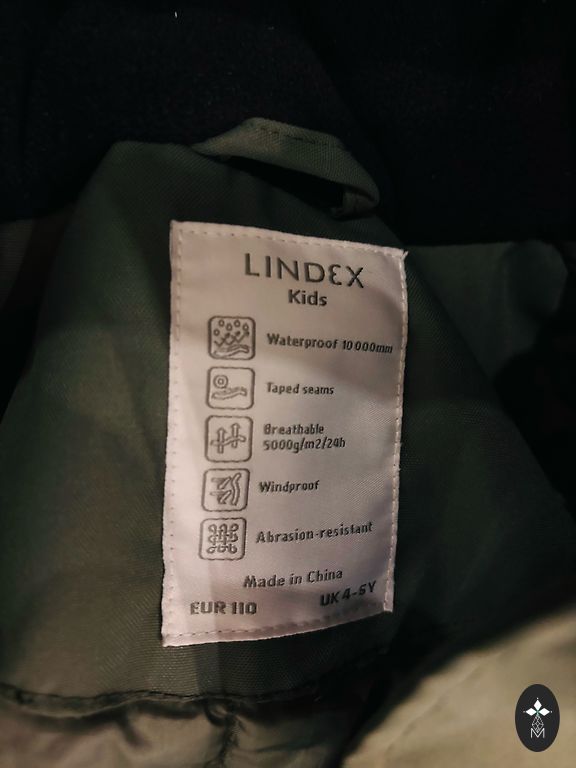 LINDEX
Kids
Waterproof 10 000mm
Taped seams
Breathable
5000g/m2/24h
Windproof
Abrasion-resistant
Made in China
EUR 110 UK 4-5Y
M